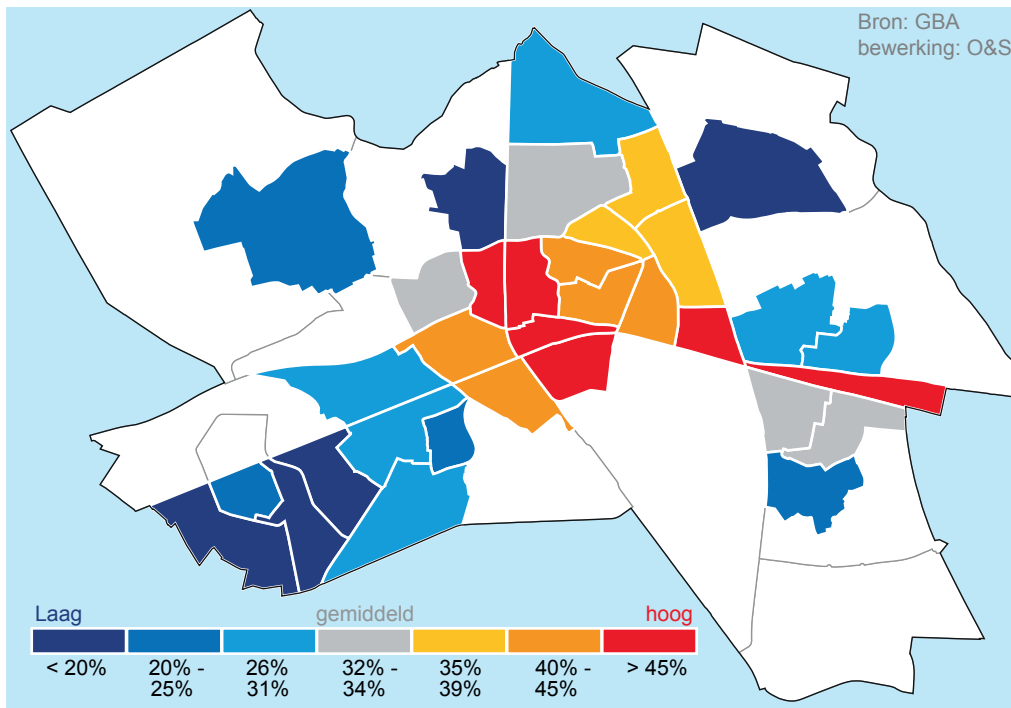 Bron: GBA
bewerking: O&S
Laag gemiddeld hoog
< 20% 20% - 26% 32% - 35% 40% - > 45%
25% 31% 34% 39% 45%